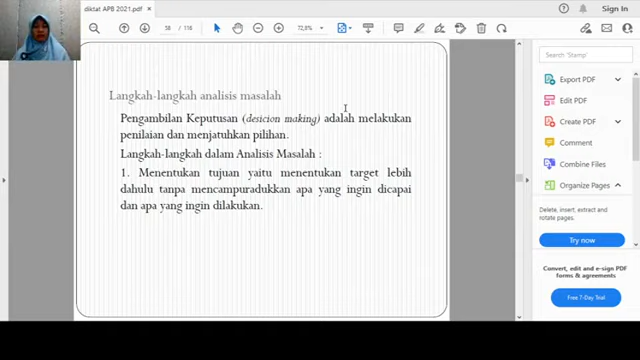 diktat APB 2021.pdf
58 / 116
72,8%
Langkah-langkah analisis masalah
Pengambilan Keputusan (desicion making) adalah melakukan
penilaian dan menjatuhkan pilihan.
Langkah-langkah dalam Analisis Masalah :
1. Menentukan tujuan yaitu menentukan target lebih
dahulu tanpa mencampuradukkan apa yang ingin dicapai
dan apa yang ingin dilakukan.
Search 'Stamp'
Export PDF
Edit PDF
Create PDF
Comment
Combine Files
Organize Pages
Delete, insert, extract and
rotate pages.
Try now
Convert, edit and e-sign PDF
forms & agreements
Free 7-Day Trial